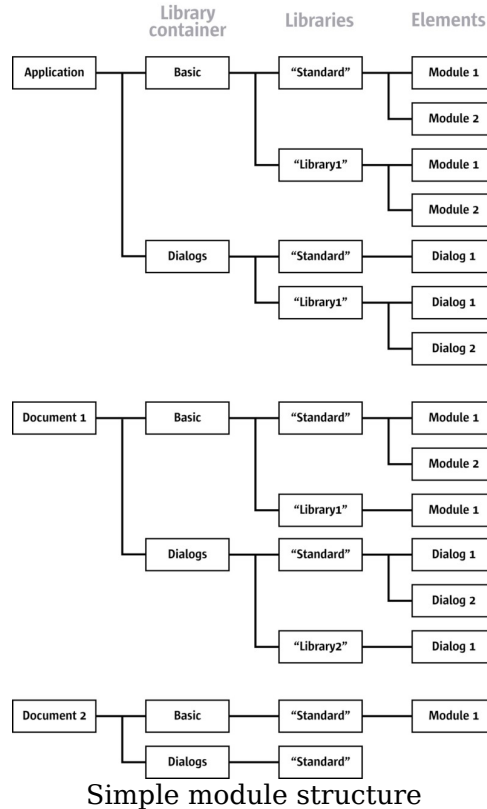 Library container Libraries Elements
Application Basic “Standard” Module 1
Module 2
“Library1” Module 1
Module 2
Dialogs “Standard” Dialog 1
“Library1” Dialog 1
Dialog 2
Document 1 Basic “Standard” Module 1
Module 2
“Library1” Module 1
Dialogs “Standard” Dialog 1
Dialog 2
“Library2” Dialog 1
Document 2 Basic “Standard” Module 1
Dialogs “Standard”
Simple module structure